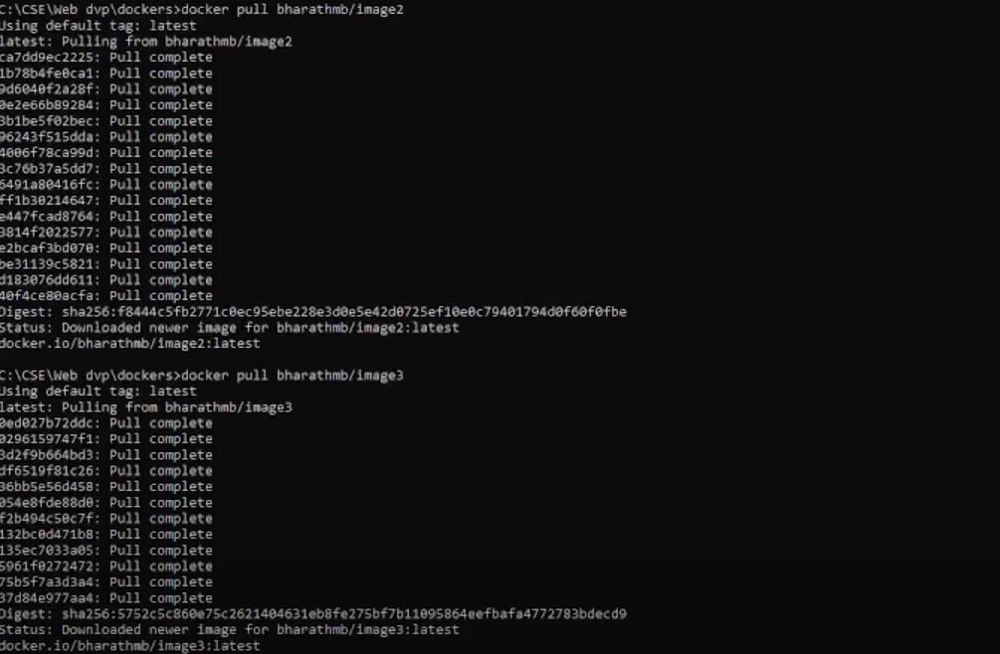 C:\CSE\Web dvp\dockers>docker pull bharathmb/image2
Using default tag: latest
latest: Pulling from bharathmb/image2
ca7dd9ec2225: Pull complete
1b78b4fe0ca1: Pull complete
9d6040f2a28f: Pull complete
0e2e66b89284: Pull complete
3b1be5f02bec: Pull complete
96243f515dda: Pull complete
4006f78ca99d: Pull complete
3c76b37a5dd7: Pull complete
6491a80416fc: Pull complete
ff1b30214647: Pull complete
e447fcad8764: Pull complete
3814f2022577: Pull complete
e2bcaf3bd070: Pull complete
be31139c5821: Pull complete
d183076dd611: Pull complete
40f4ce80acfa: Pull complete
Digest: sha256:f8444c5fb2771c0ec95ebe228e3d0e5e42d0725ef10e0c79401794d0f60f0fbe
Status: Downloaded newer image for bharathmb/image2:latest
docker.io/bharathmb/image2:latest
C:\CSE\Web dvp\dockers>docker pull bharathmb/image3
Using default tag: latest
latest: Pulling from bharathmb/image3
0ed027b72ddc: Pull complete
0296159747f1: Pull complete
3d2f9b664bd3: Pull complete
df6519f81c26: Pull complete
36bb5e56d458: Pull complete
054e8fde88d0: Pull complete
f2b494c50c7f: Pull complete
132bc0d471b8: Pull complete
135ec7033a05: Pull complete
5961f0272472: Pull complete
75b5f7a3d3a4: Pull complete
37d84e977aa4: Pull complete
Digest: sha256:5752c5c860e75c2621404631eb8fe275bf7b11095864eefbafa4772783bdecd9
Status: Downloaded newer image for bharathmb/image3:latest
docker.io/bharathmb/image3:latest